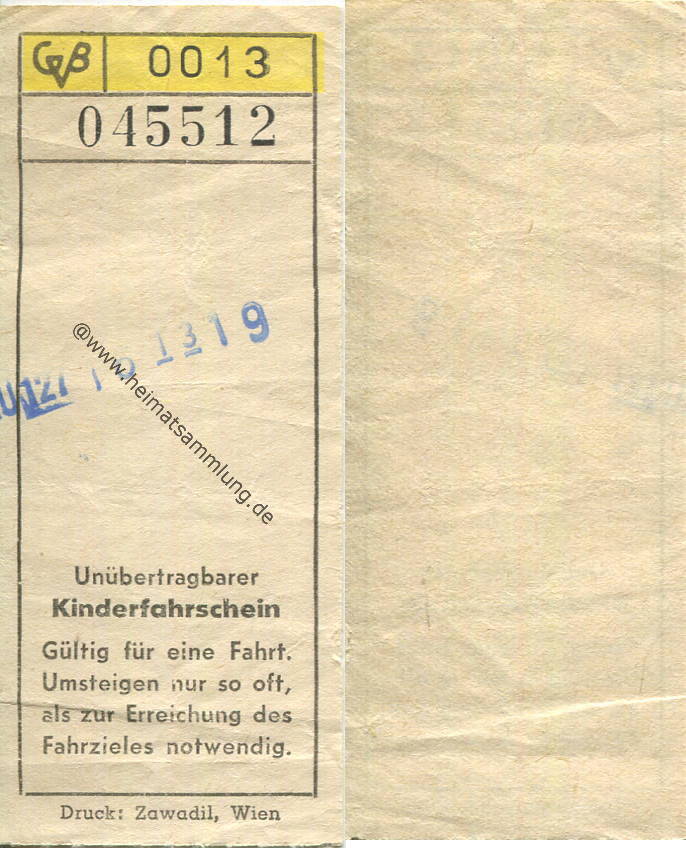 GVB 0013
045512
1319
@www.heimatsammlung.de
Unübertragbarer
Kinderfahrschein
Gültig für eine Fahrt.
Umsteigen nur so oft,
als zur Erreichung des
Fahrzieles notwendig.
Druck: Zawadil, Wien